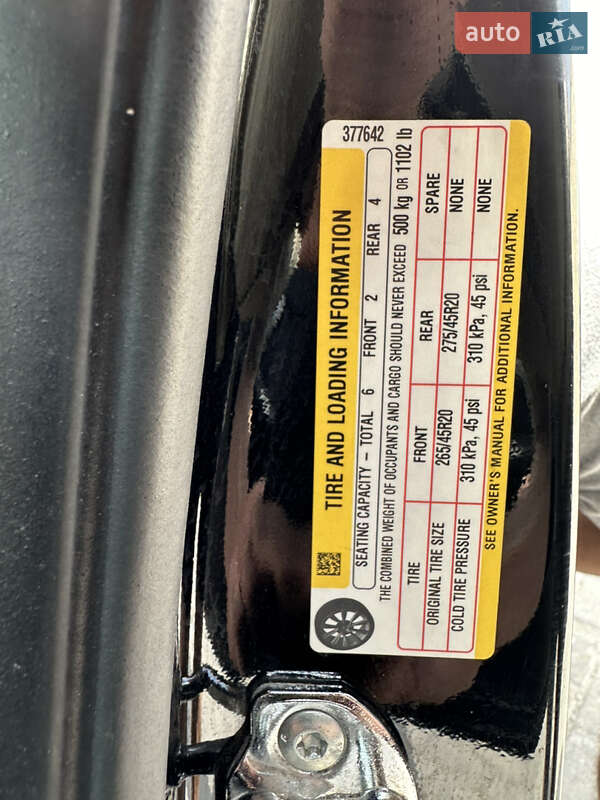 auto RIA .com
377642
TIRE AND LOADING INFORMATION
SEATING CAPACITY – TOTAL 6 FRONT 2 REAR 4
THE COMBINED WEIGHT OF OCCUPANTS AND CARGO SHOULD NEVER EXCEED 500 kg OR 1102 lb
TIRE FRONT REAR SPARE
ORIGINAL TIRE SIZE 265/45R20 275/45R20 NONE
COLD TIRE PRESSURE 310 kPa, 45 psi 310 kPa, 45 psi NONE
SEE OWNER'S MANUAL FOR ADDITIONAL INFORMATION.